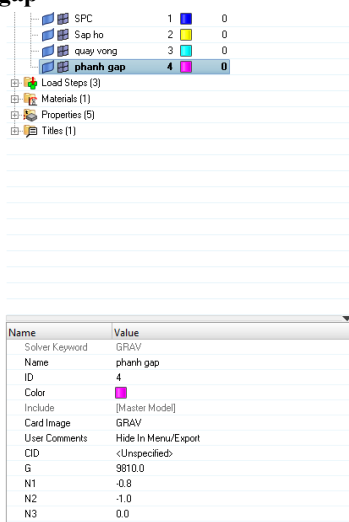 gap
SPC 1 0
Sap ho 2 0
quay vong 3 0
phanh gap 4 0
Load Steps (3)
Materials (1)
Properties (5)
Titles (1)
Name Value
Solver Keyword GRAV
Name phanh gap
ID 4
Color
Include [Master Model]
Card Image GRAV
User Comments Hide In Menu/Export
CID <Unspecified>
G 9810.0
N1 -0.8
N2 -1.0
N3 0.0